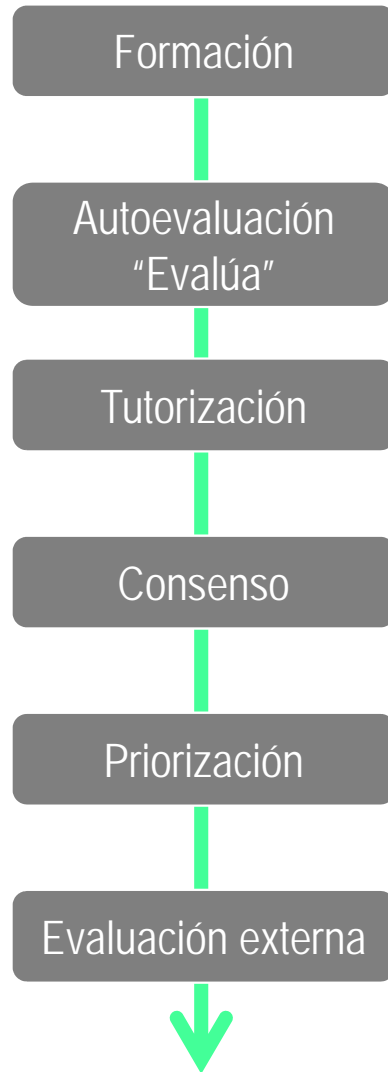 Formación
Autoevaluación
“Evalúa”
Tutorización
Consenso
Priorización
Evaluación externa